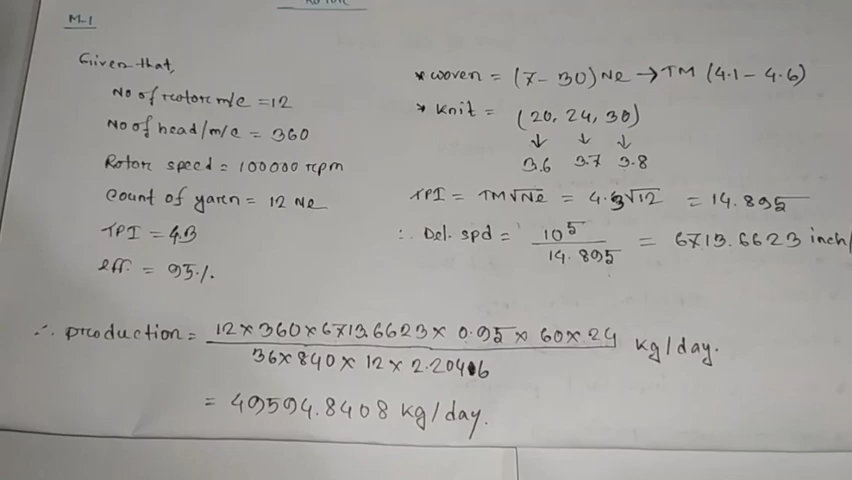 M-1
Given that,
No of rotor m/c = 12
No of head/m/c = 360
Rotor speed = 100000 rpm
Count of yarn = 12 Ne
TPI = 4.3
eff. = 95%
* Woven = (7-30) Ne → TM (4.1 - 4.6)
* Knit = (20, 24, 30)
↓ ↓ ↓
3.6 3.7 3.8
TPI = TM√Ne = 4.3√12 = 14.895
∴ Del. spd = 10^5 / 14.895 = 6713.6623 inch/
∴ production = 12×360×6713.6623×0.95×60×24 / 36×840×12×2.2046 kg/day.
= 49594.8408 kg/day.